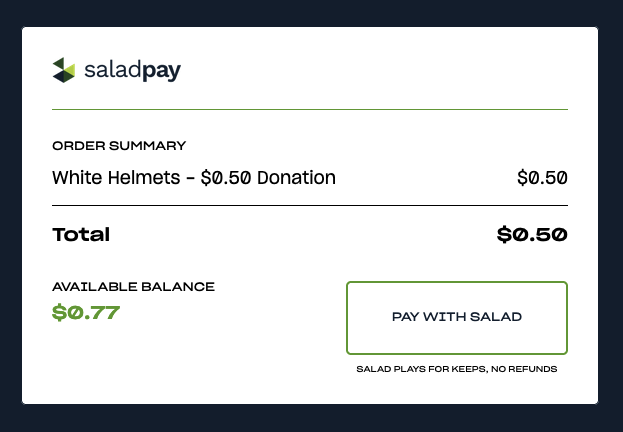 saladpay
ORDER SUMMARY
White Helmets - $0.50 Donation $0.50
Total $0.50
AVAILABLE BALANCE
$0.77
PAY WITH SALAD
SALAD PLAYS FOR KEEPS, NO REFUNDS